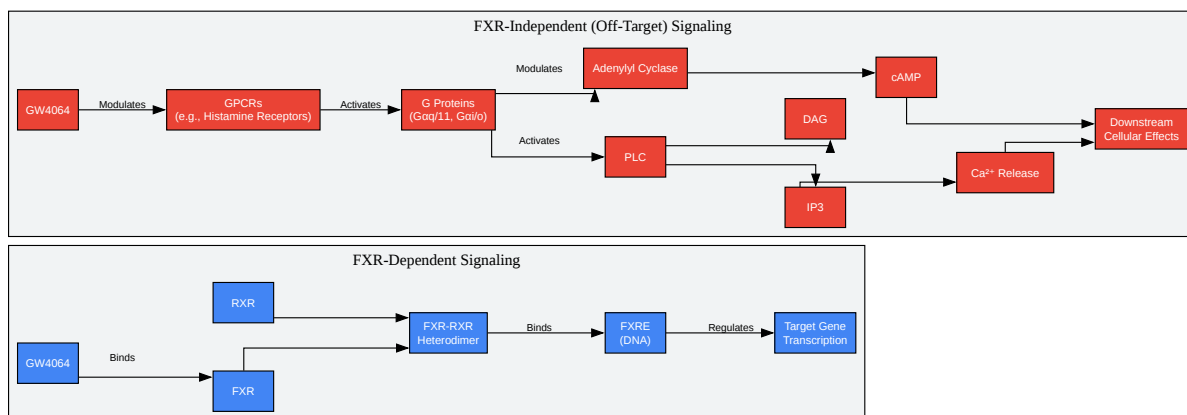 FXR-Independent (Off-Target) Signaling
GW4064
Modulates
GPCRs
(e.g., Histamine Receptors)
Activates
G Proteins
(Gαq/11, Gαi/o)
Modulates
Adenylyl Cyclase
cAMP
Activates
PLC
DAG
IP3
Ca²⁺ Release
Downstream
Cellular Effects
FXR-Dependent Signaling
GW4064
Binds
RXR
FXR
FXR-RXR
Heterodimer
Binds
FXRE
(DNA)
Regulates
Target Gene
Transcription